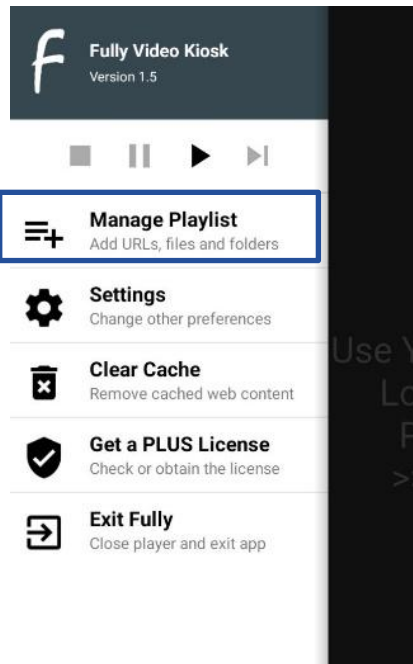 Fully Video Kiosk
Version 1.5
Manage Playlist
Add URLs, files and folders
Settings
Change other preferences
Clear Cache
Remove cached web content
Get a PLUS License
Check or obtain the license
Exit Fully
Close player and exit app
Use
>